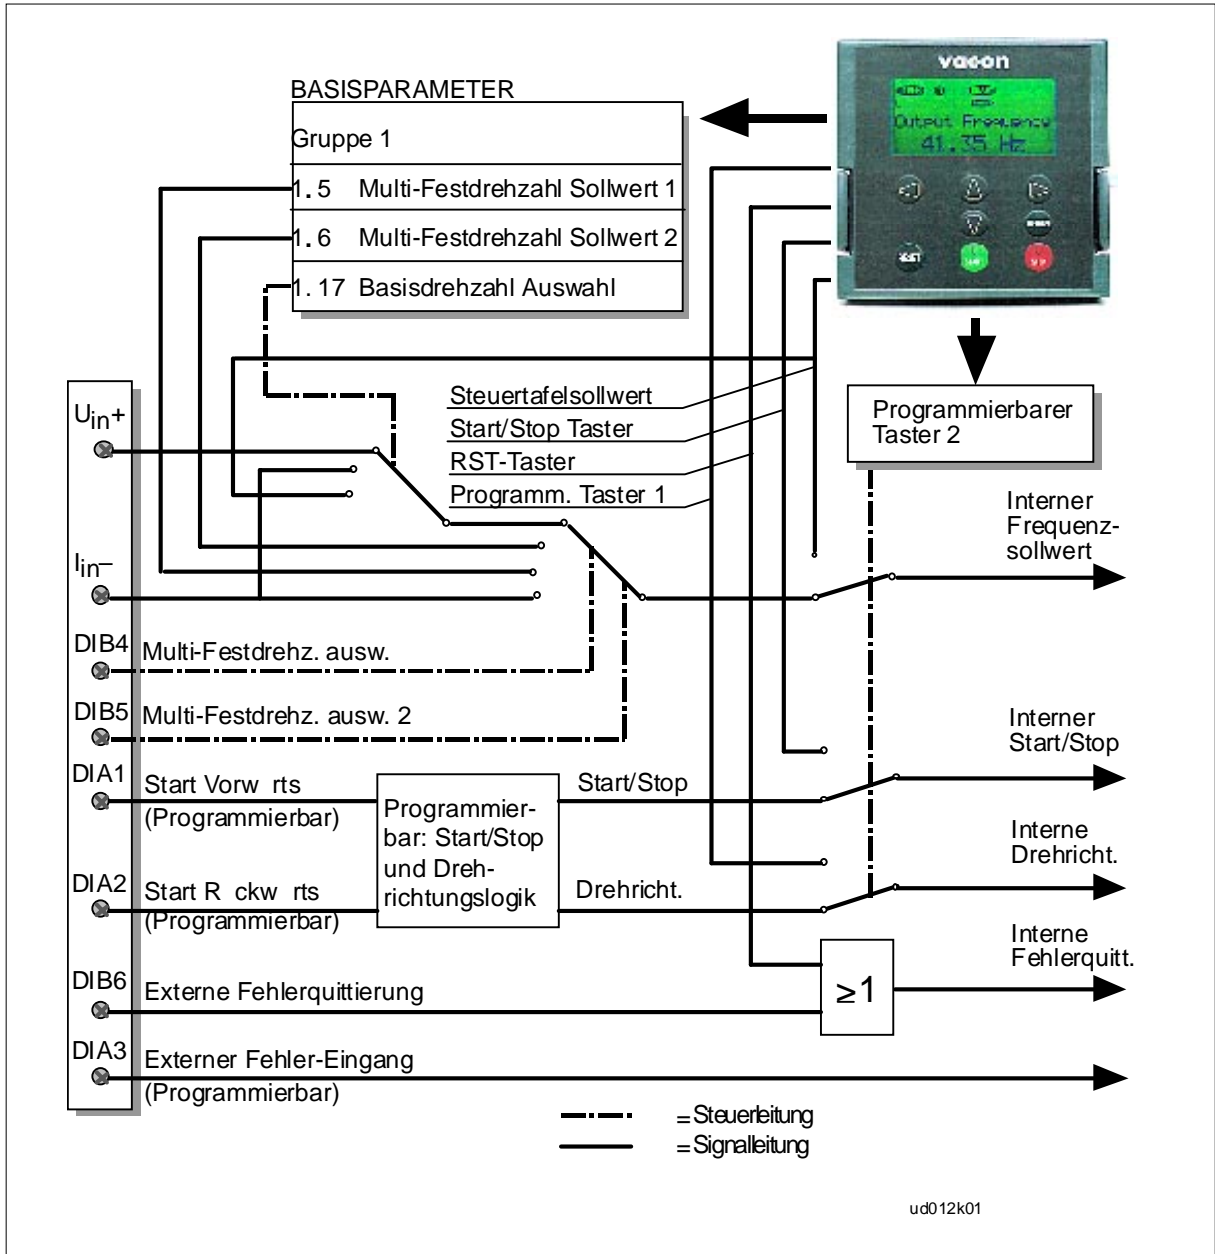 vacon
BASISPARAMETER
Output Frequency
41.35 Hz
Gruppe 1
1.5 Multi-Festdrehzahl Sollwert 1
1.6 Multi-Festdrehzahl Sollwert 2
1.17 Basisdrehzahl Auswahl
RESET
Steuertafelsollwert
Start/Stop Taster
RST-Taster
Programm. Taster 1
Programmierbarer
Taster 2
Uin+
Iin–
Interner
Frequenz-
sollwert
DIB4
Multi-Festdrehz. ausw.
DIB5
Multi-Festdrehz. ausw. 2
Interner
Start/Stop
DIA1
Start Vorw rts
(Programmierbar)
Programmier-
bar: Start/Stop
und Dreh-
richtungslogik
Start/Stop
Interne
Drehricht.
DIA2
Start R ckw rts
(Programmierbar)
Drehricht.
Interne
Fehlerquitt.
DIB6
Externe Fehlerquittierung
≥1
DIA3
Externer Fehler-Eingang
(Programmierbar)
=Steuerleitung
=Signalleitung
ud012k01